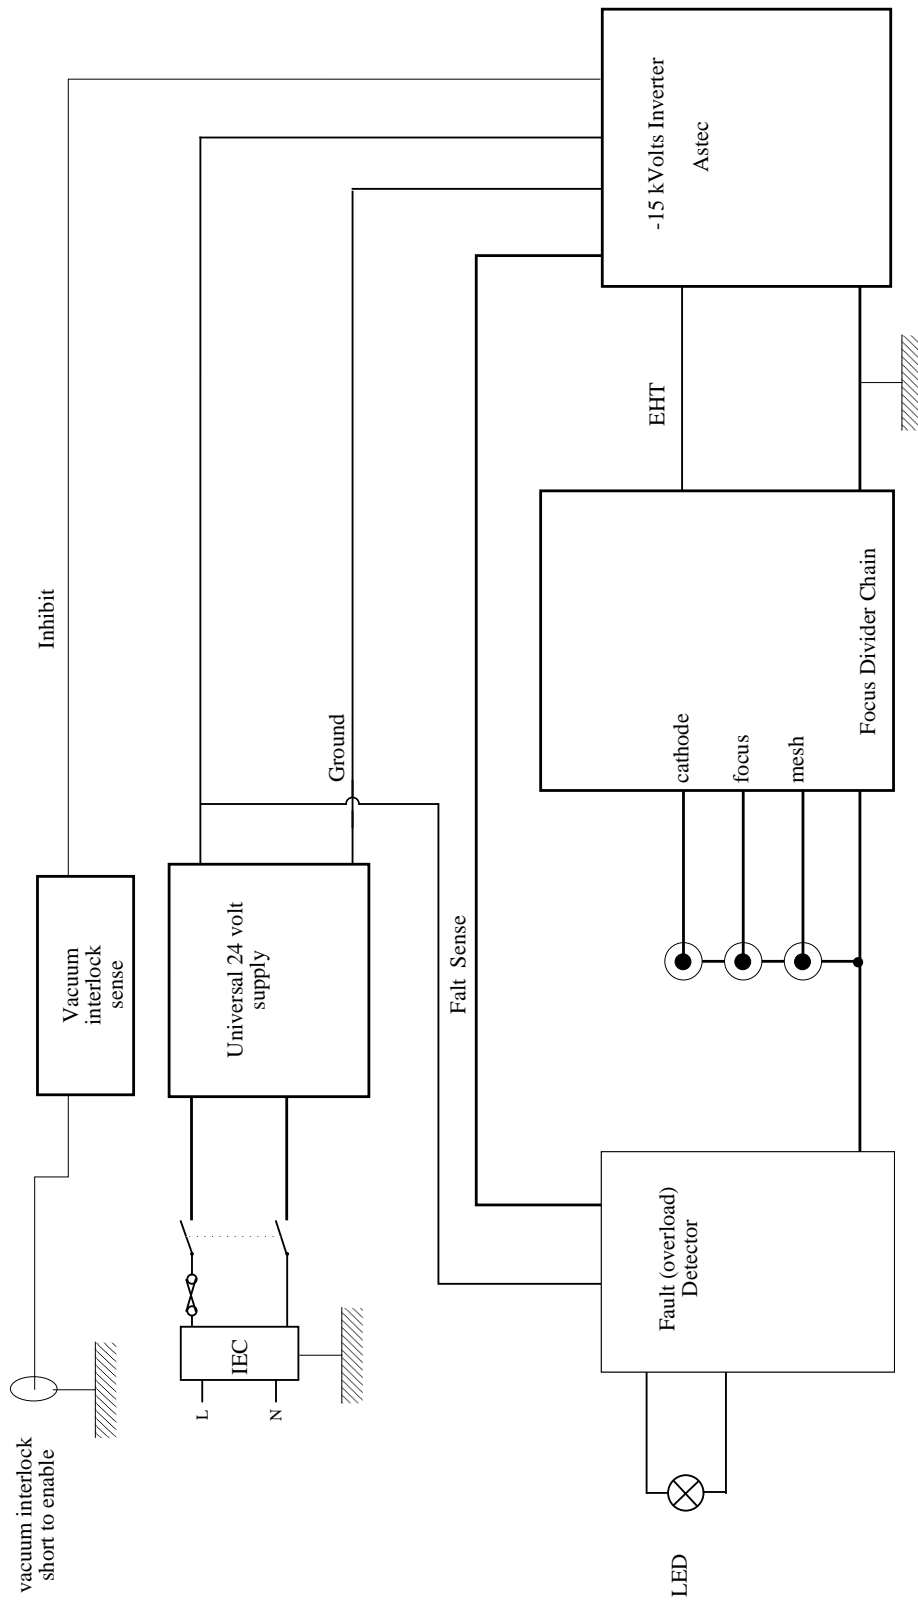 vacuum interlock
short to enable
Vacuum
interlock
sense
Inhibit
L
N
IEC
Universal 24 volt
supply
Ground
Falt Sense
LED
Fault (overload)
Detector
cathode
focus
mesh
Focus Divider Chain
EHT
-15 kVolts Inverter
Astec